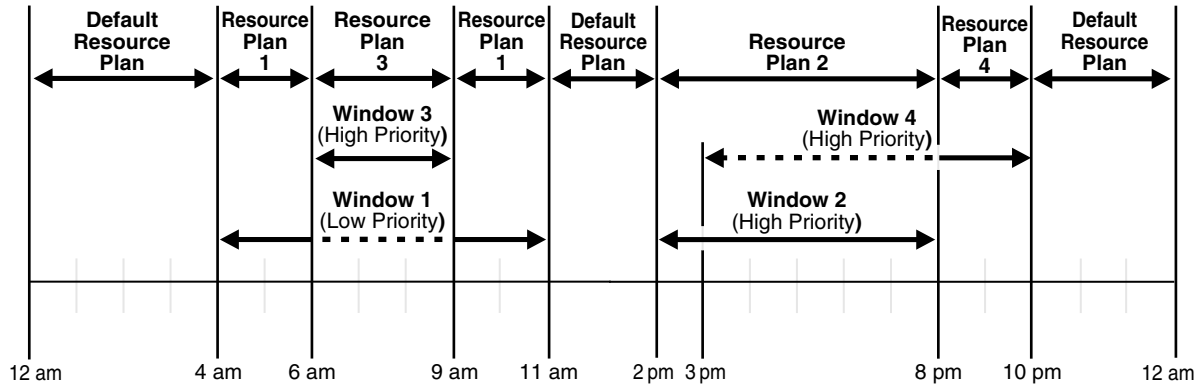 Default
Resource
Plan
Resource
Plan
1
Resource
Plan
3
Resource
Plan
1
Default
Resource
Plan
Resource
Plan 2
Resource
Plan
4
Default
Resource
Plan
Window 3
(High Priority)
Window 4
(High Priority)
Window 1
(Low Priority)
Window 2
(High Priority)
12 am
4 am
6 am
9 am
11 am
2 pm
3 pm
8 pm
10 pm
12 am